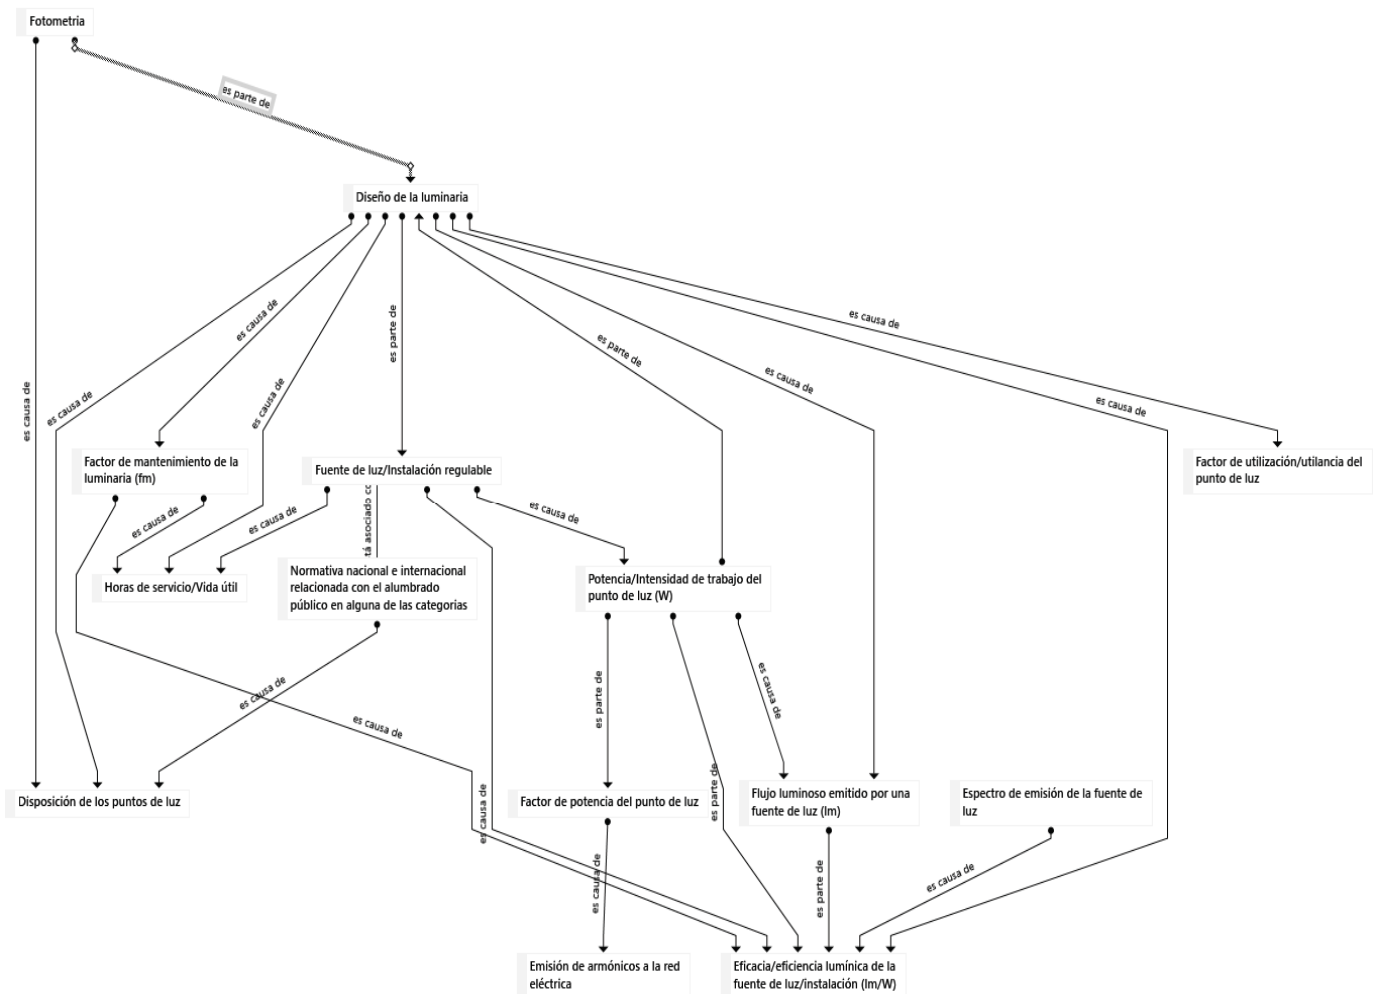 Fotometria
es parte de
Diseño de la luminaria
es causa de
es parte de
es parte de
es causa de
es causa de
es causa de
es causa de
es causa de
es causa de
Factor de mantenimiento de la
luminaria (fm)
Fuente de luz/Instalación regulable
Factor de utilización/utilancia del
punto de luz
es causa de
es causa de
tá asociado co
es causa de
Horas de servicio/Vida útil
Normativa nacional e internacional
relacionada con el alumbrado
público en alguna de las categorias
Potencia/Intensidad de trabajo del
punto de luz (W)
es causa de
es causa de
es parte de
es causa de
es parte de
es causa de
Disposición de los puntos de luz
Factor de potencia del punto de luz
Flujo luminoso emitido por una
fuente de luz (lm)
Espectro de emisión de la fuente de
luz
es causa de
es parte de
es causa de
Emisión de armónicos a la red
eléctrica
Eficacia/eficiencia lumínica de la
fuente de luz/instalación (lm/W)